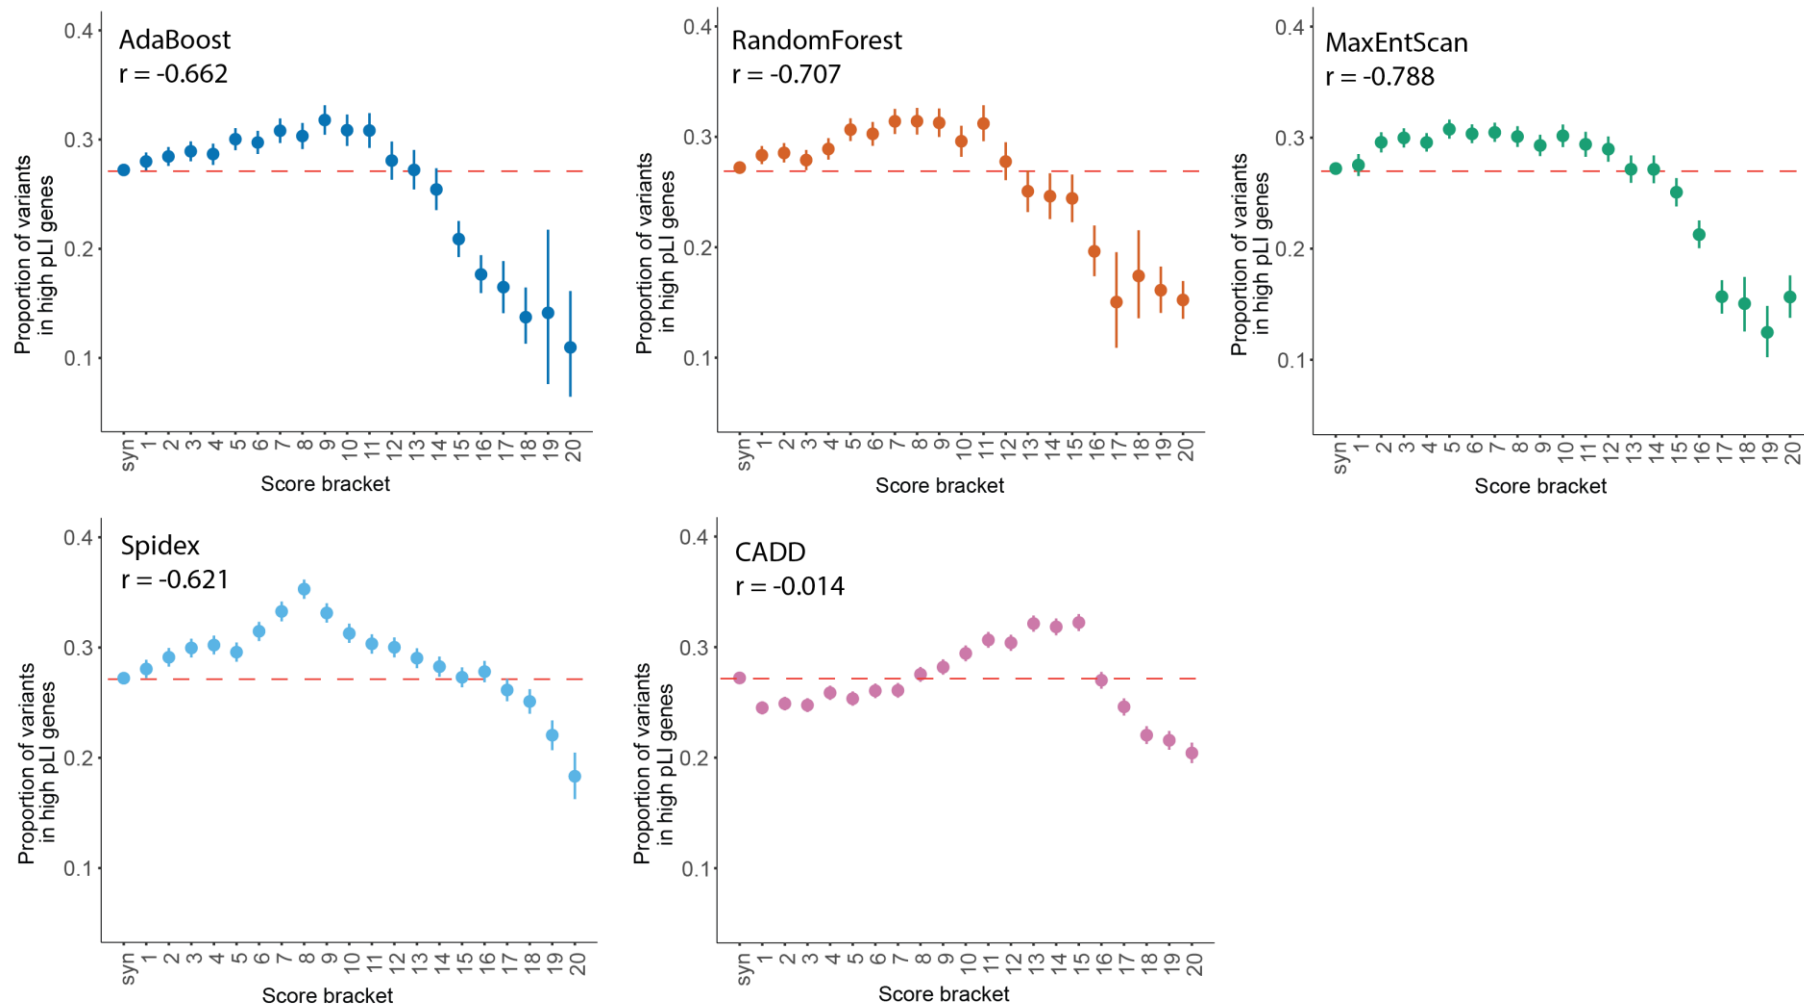 AdaBoost
r = -0.662
Proportion of variants
in high pLI genes
0.4
0.3
0.2
0.1
syn 1 2 3 4 5 6 7 8 9 10 11 12 13 14 15 16 17 18 19 20
Score bracket
RandomForest
r = -0.707
Proportion of variants
in high pLI genes
0.4
0.3
0.2
0.1
syn 1 2 3 4 5 6 7 8 9 10 11 12 13 14 15 16 17 18 19 20
Score bracket
MaxEntScan
r = -0.788
Proportion of variants
in high pLI genes
0.4
0.3
0.2
0.1
syn 1 2 3 4 5 6 7 8 9 10 11 12 13 14 15 16 17 18 19 20
Score bracket
Spidex
r = -0.621
Proportion of variants
in high pLI genes
0.4
0.3
0.2
0.1
syn 1 2 3 4 5 6 7 8 9 10 11 12 13 14 15 16 17 18 19 20
Score bracket
CADD
r = -0.014
Proportion of variants
in high pLI genes
0.4
0.3
0.2
0.1
syn 1 2 3 4 5 6 7 8 9 10 11 12 13 14 15 16 17 18 19 20
Score bracket